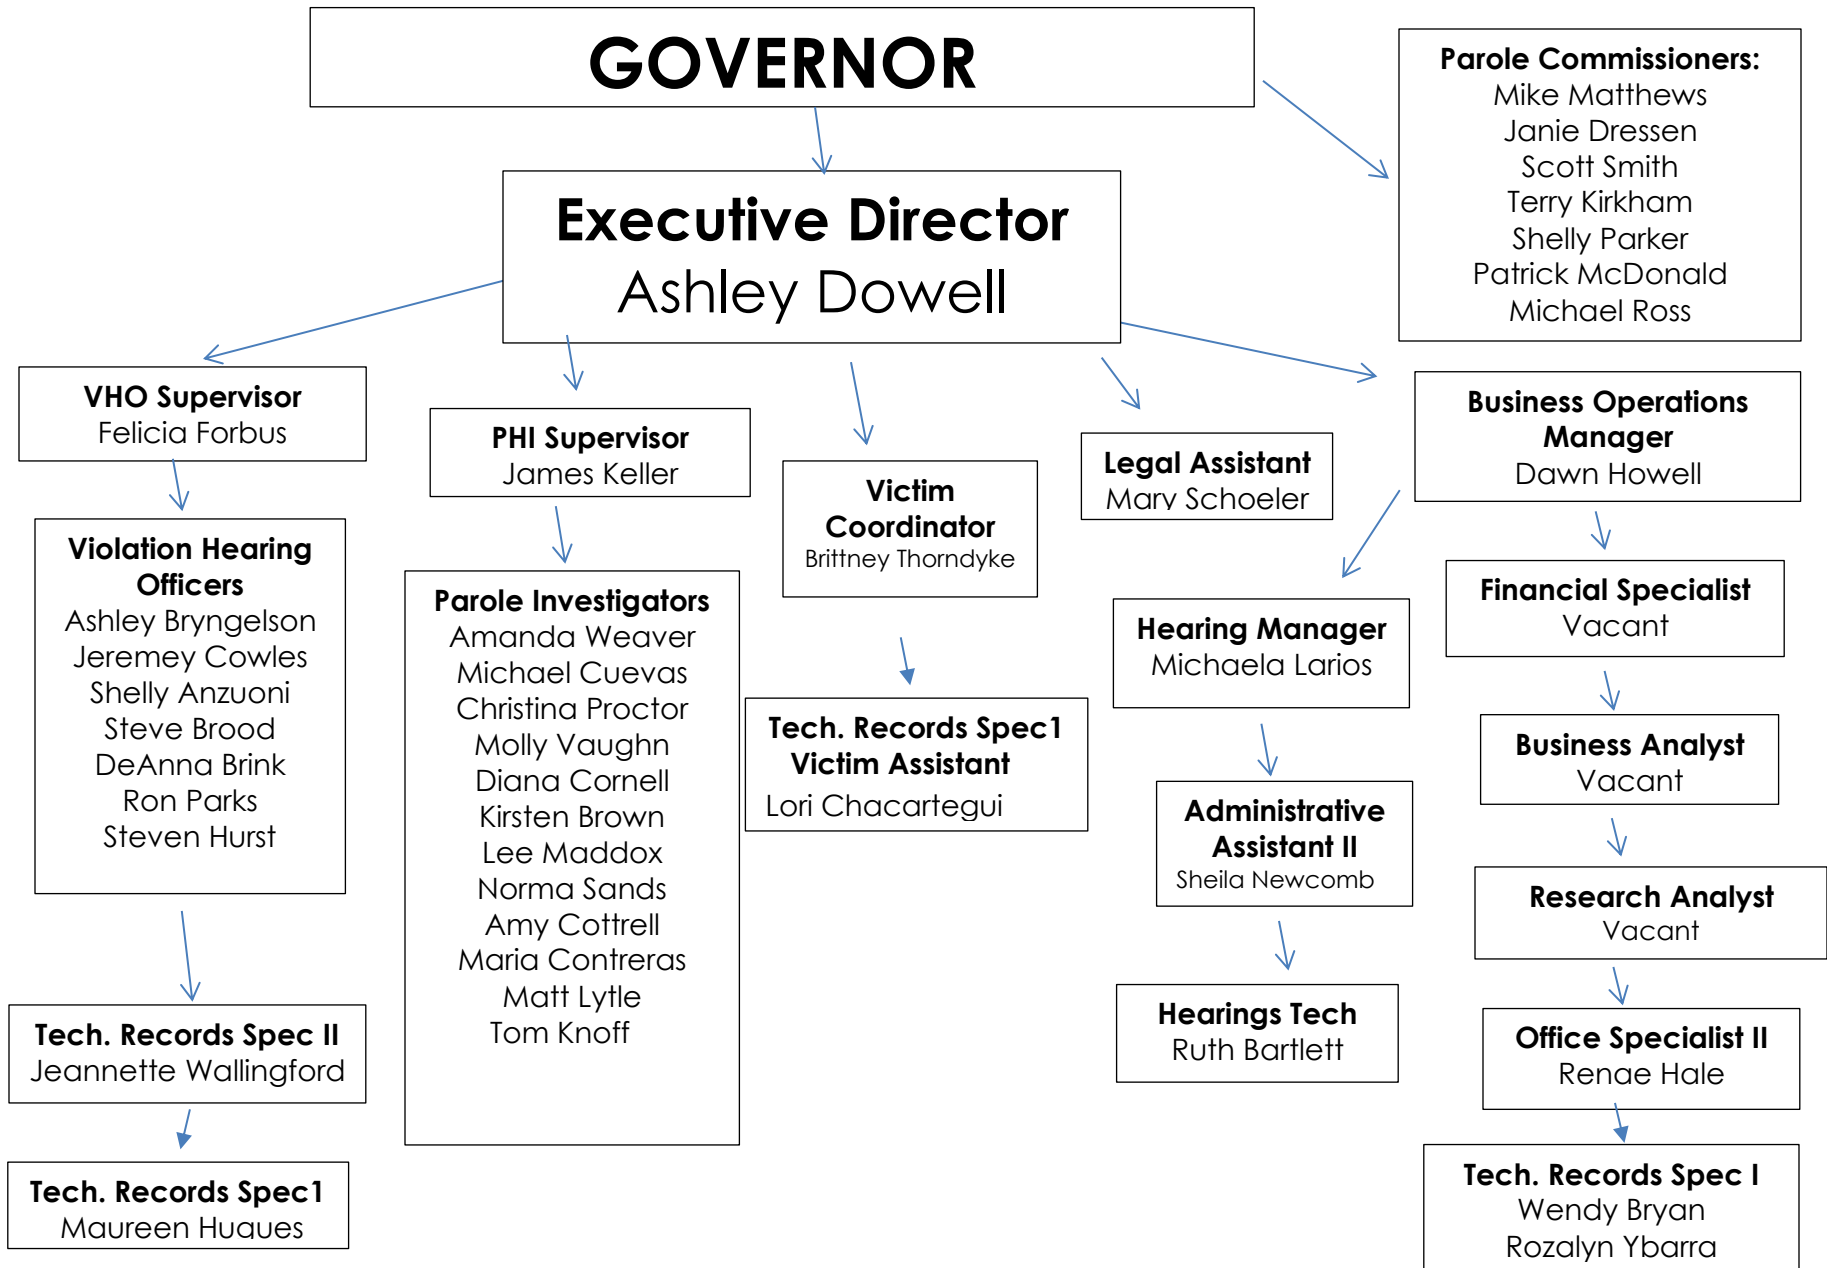 GOVERNOR
Parole Commissioners:
Mike Matthews
Janie Dressen
Scott Smith
Terry Kirkham
Shelly Parker
Patrick McDonald
Michael Ross
Executive Director
Ashley Dowell
VHO Supervisor
Felicia Forbus
PHI Supervisor
James Keller
Victim
Coordinator
Brittney Thorndyke
Legal Assistant
Mary Schoeler
Business Operations
Manager
Dawn Howell
Violation Hearing
Officers
Ashley Bryngelson
Jeremey Cowles
Shelly Anzuoni
Steve Brood
DeAnna Brink
Ron Parks
Steven Hurst
Parole Investigators
Amanda Weaver
Michael Cuevas
Christina Proctor
Molly Vaughn
Diana Cornell
Kirsten Brown
Lee Maddox
Norma Sands
Amy Cottrell
Maria Contreras
Matt Lytle
Tom Knoff
Tech. Records Spec1
Victim Assistant
Lori Chacartegui
Hearing Manager
Michaela Larios
Financial Specialist
Vacant
Business Analyst
Vacant
Administrative
Assistant II
Sheila Newcomb
Research Analyst
Vacant
Hearings Tech
Ruth Bartlett
Office Specialist II
Renae Hale
Tech. Records Spec II
Jeannette Wallingford
Tech. Records Spec1
Maureen Hugues
Tech. Records Spec I
Wendy Bryan
Rozalyn Ybarra